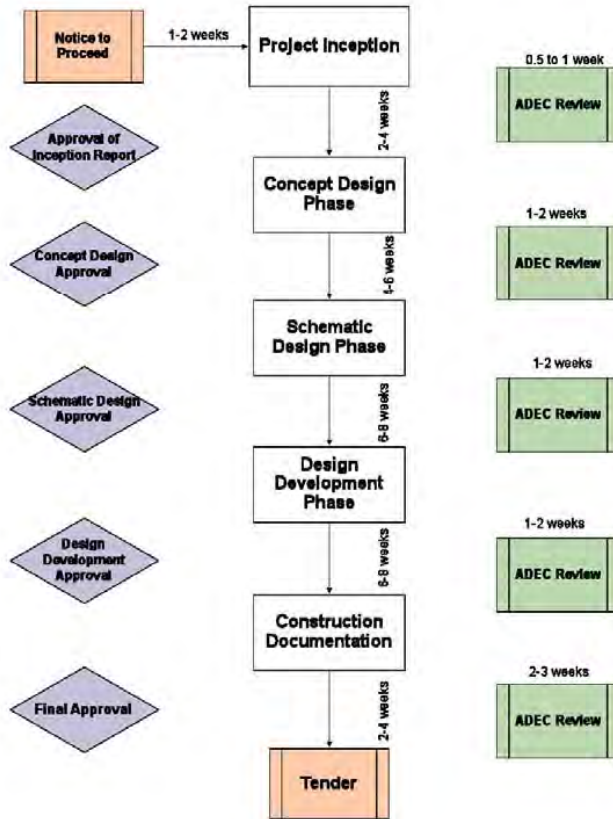 Notice to
Proceed
1-2 weeks
Project Inception
0.5 to 1 week
ADEC Review
Approval of
Inception Report
2-4 weeks
Concept Design
Phase
1-2 weeks
ADEC Review
Concept Design
Approval
4-6 weeks
Schematic
Design Phase
1-2 weeks
ADEC Review
Schematic Design
Approval
6-8 weeks
Design
Development
Phase
1-2 weeks
ADEC Review
Design
Development
Approval
6-8 weeks
Construction
Documentation
2-3 weeks
ADEC Review
Final Approval
2-4 weeks
Tender